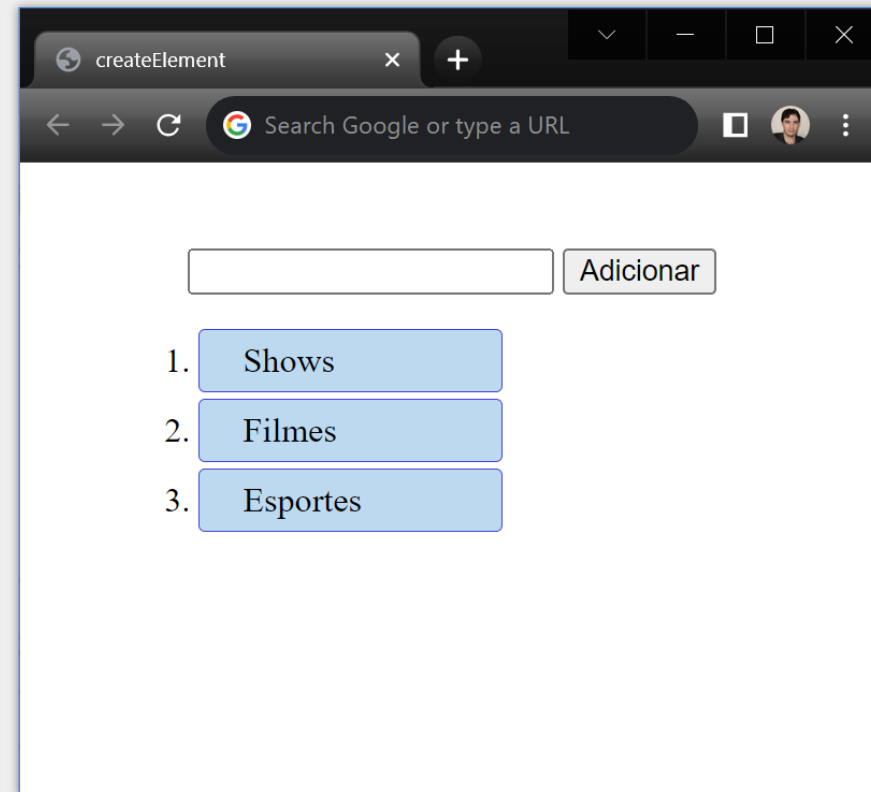 createElement
Search Google or type a URL
Adicionar
1. Shows
2. Filmes
3. Esportes